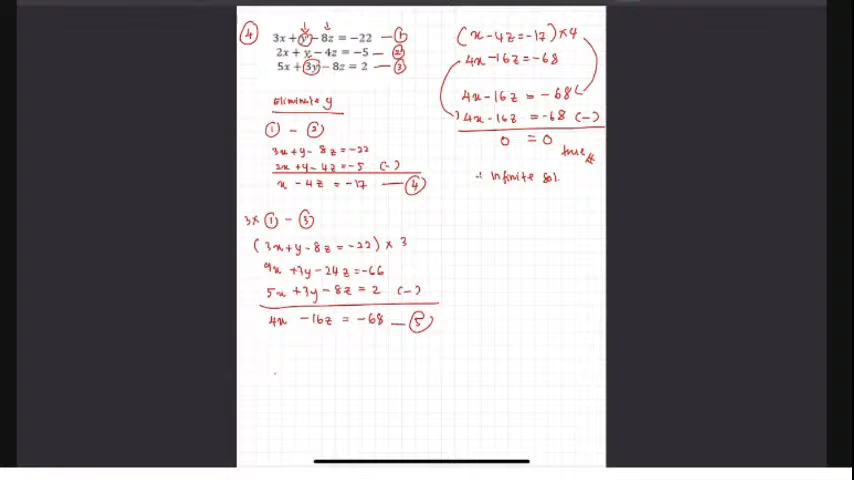 4
3x + y - 8z = -22 — 1
2x + y - 4z = -5 — 2
5x + 3y - 8z = 2 — 3
Eliminate y
1 - 2
3x + y - 8z = -22
2x + y - 4z = -5 (-)
x - 4z = -17 — 4
3x 1 - 3
(3x + y - 8z = -22) × 3
9x + 3y - 24z = -66
5x + 3y - 8z = 2 (-)
4x - 16z = -68 — 5
(x - 4z = -17) × 4
4x - 16z = -68
4x - 16z = -68
4x - 16z = -68 (-)
0 = 0
true
∴ Infinite sol.